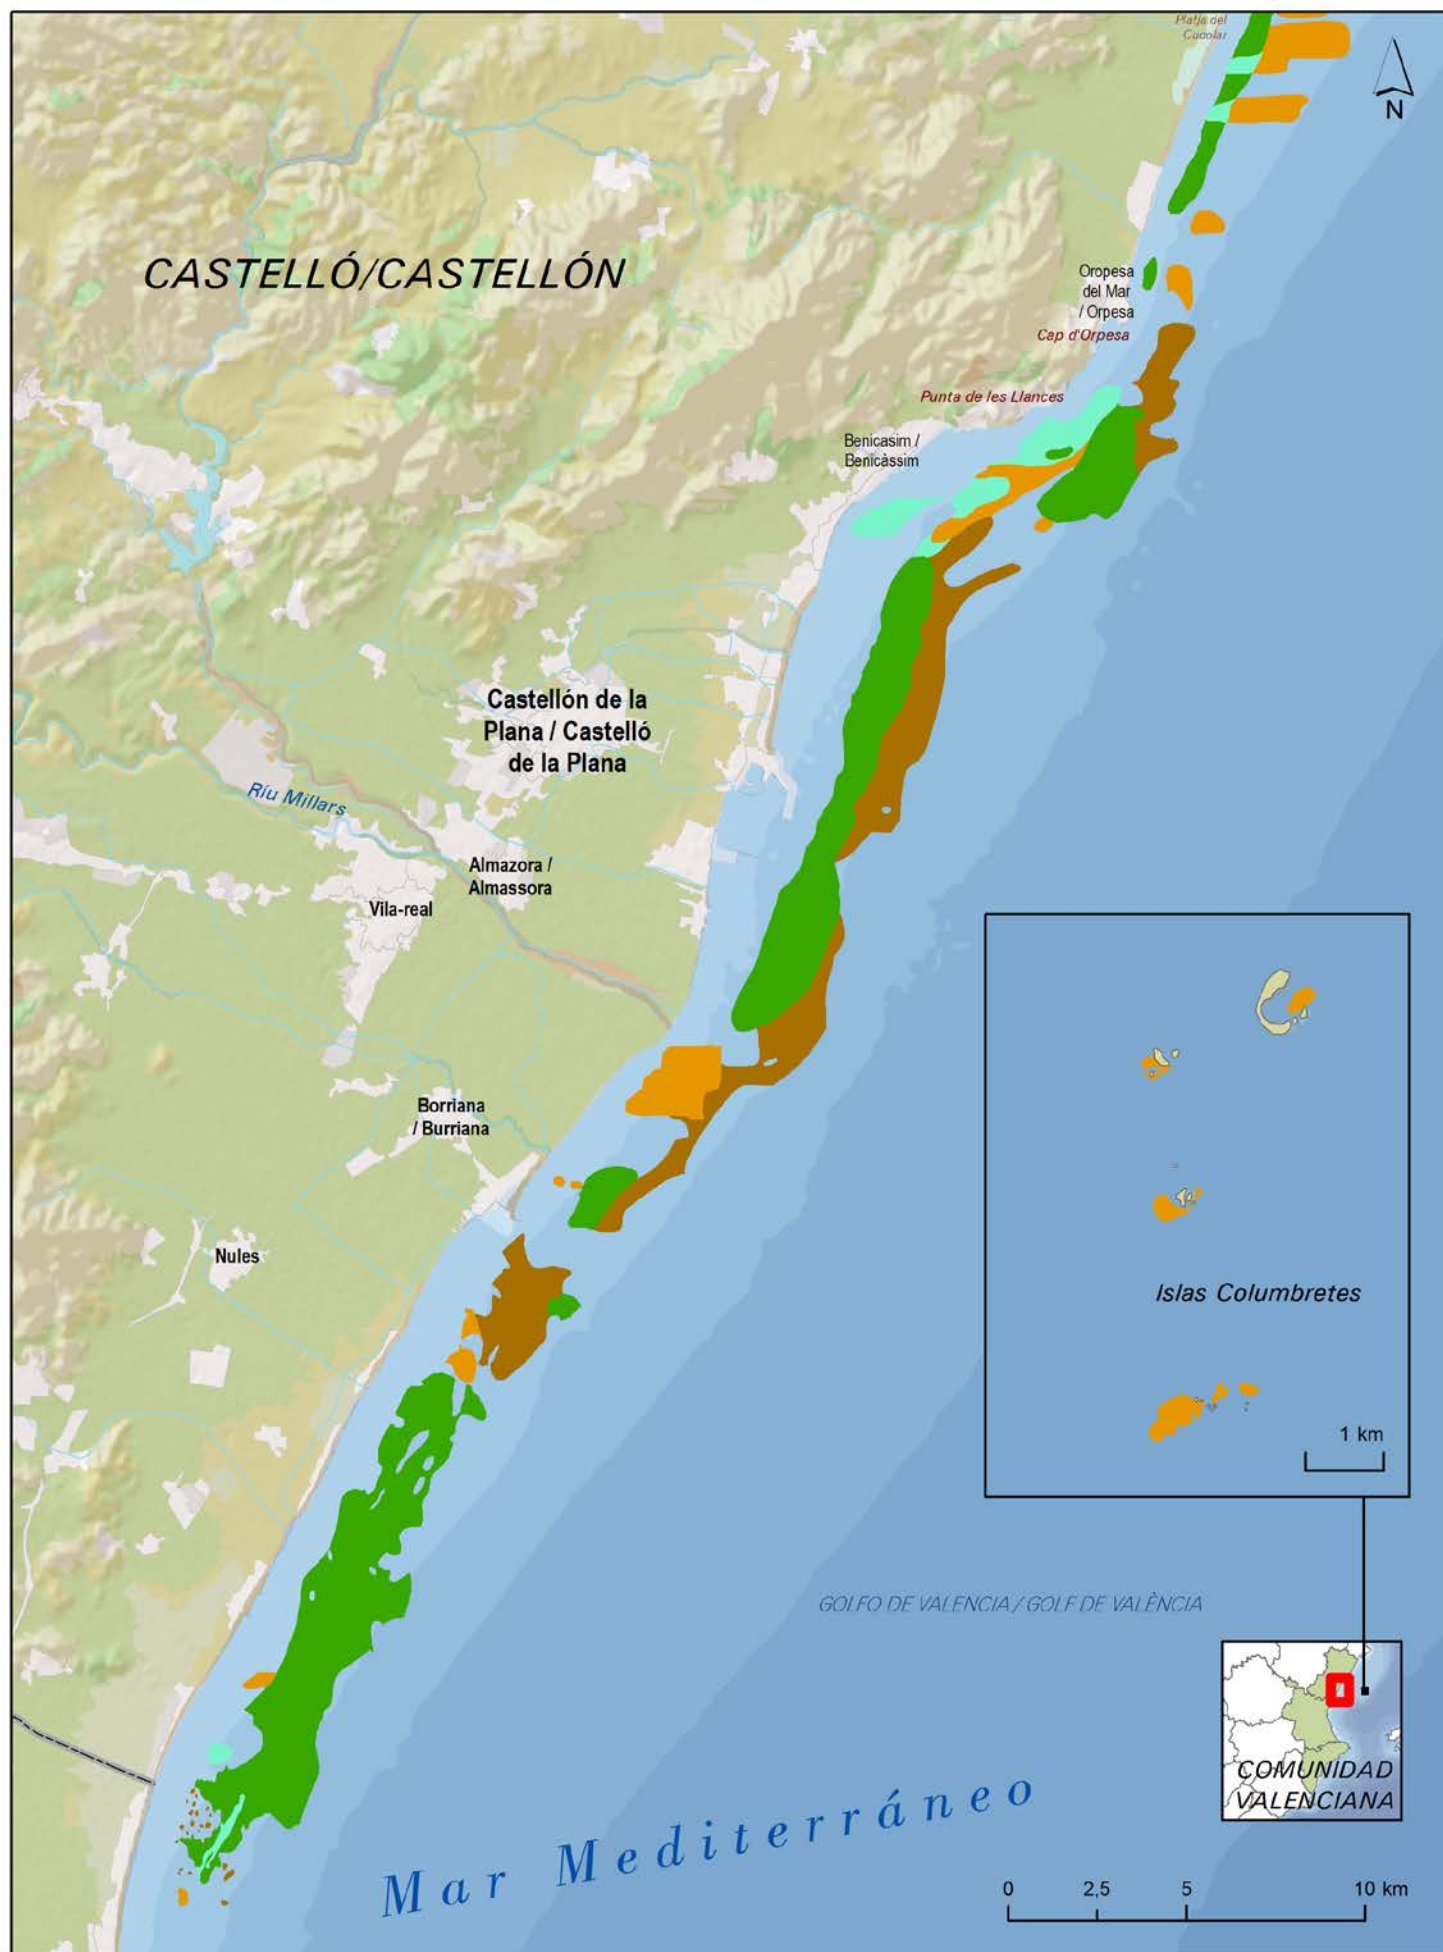 Platja del
Cudolar
N
CASTELLÓ/CASTELLÓN
Oropesa
del Mar
/ Orpesa
Cap d'Orpesa
Punta de les Llances
Benicasim /
Benicàssim
Castellón de la
Plana / Castelló
de la Plana
Ríu Millars
Almazora /
Almassora
Vila-real
Borriana
/ Burriana
Nules
Islas Columbretes
1 km
GOLFO DE VALENCIA / GOLF DE VALÈNCIA
COMUNIDAD
VALENCIANA
Mar Mediterráneo
0 2,5 5 10 km